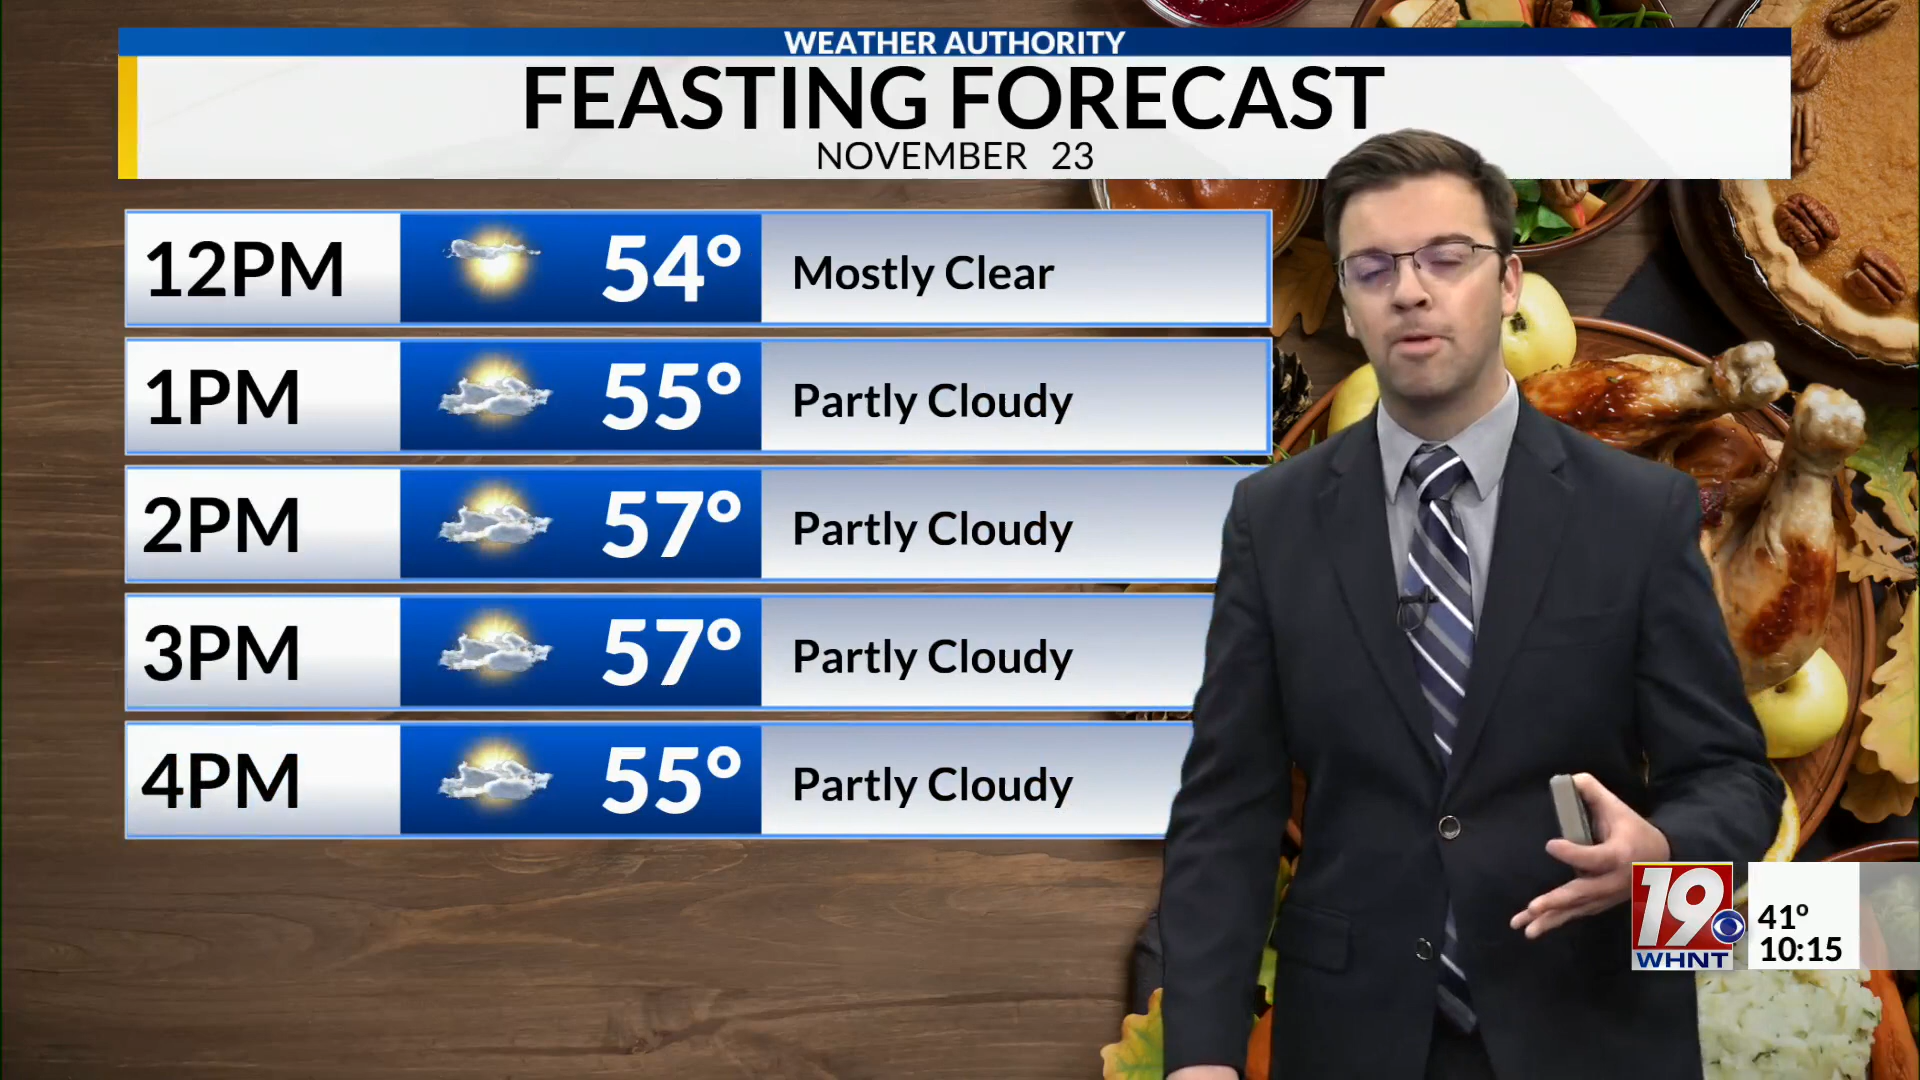 WEATHER AUTHORITY
FEASTING FORECAST
NOVEMBER 23
12PM 54° Mostly Clear
1PM 55° Partly Cloudy
2PM 57° Partly Cloudy
3PM 57° Partly Cloudy
4PM 55° Partly Cloudy
19
WHNT
41°
10:15